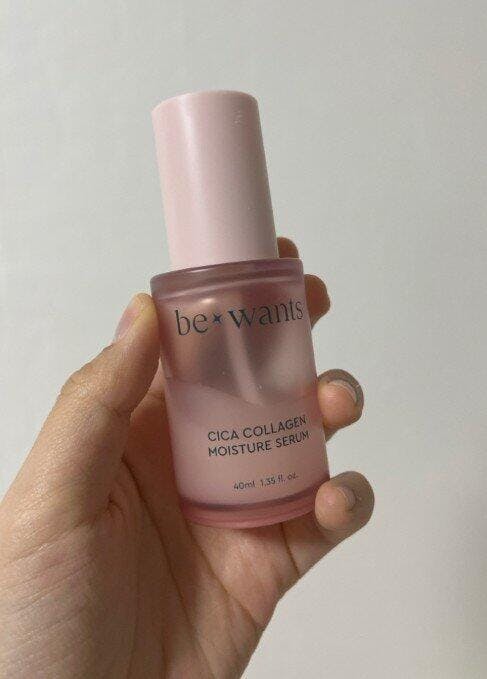 be✦wants
CICA COLLAGEN
MOISTURE SERUM
40ml 1.35 fl. oz.